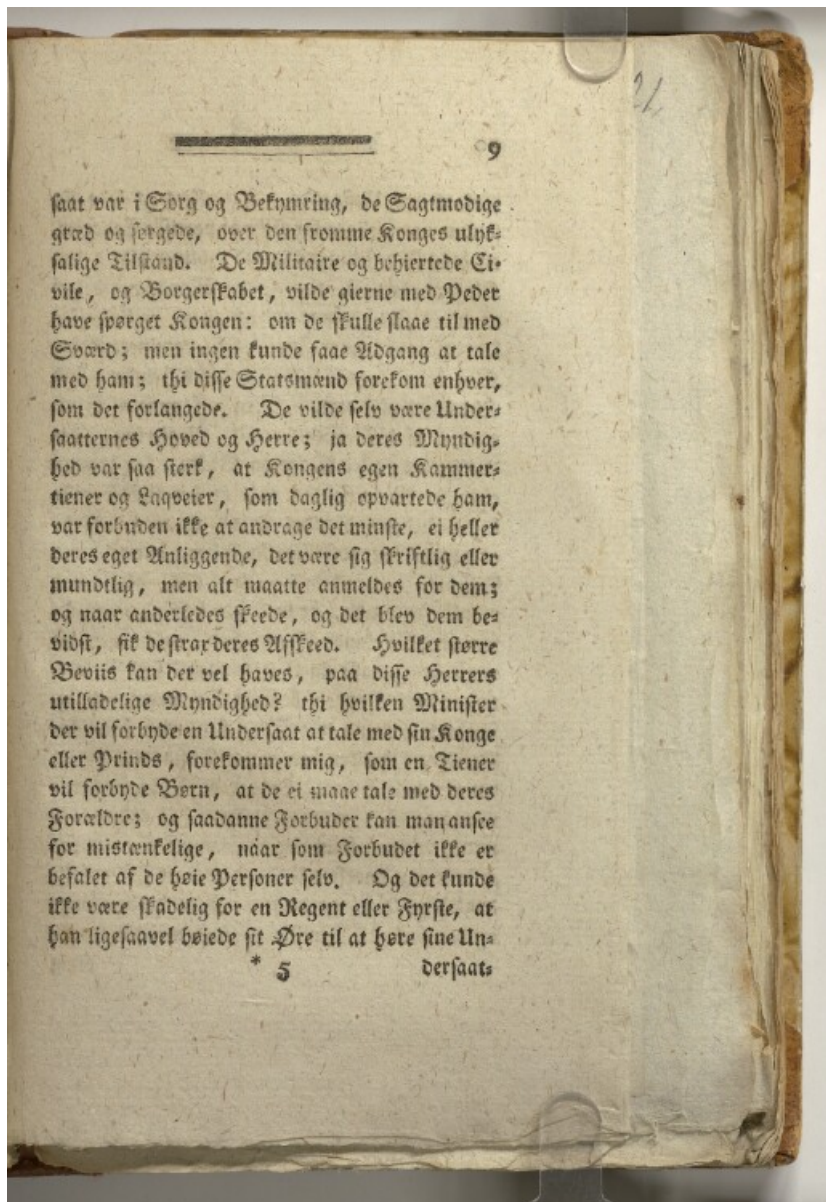 21
9
saat var i Sorg og Bekymring, de Sagtmodige
græd og sørgede, over den fromme Konges ulyk-
salige Tilstand. De Militaire og behiertede Ci-
vile, og Borgerskabet, vilde gierne med Peder
have spørget Kongen: om de skulle slaae til med
Sværd; men ingen kunde faae Adgang at tale
med ham; thi disse Statsmænd forekom enhver,
som det forlangede. De vilde selv være Under-
saatternes Hoved og Herre; ja deres Myndig-
hed var saa sterk, at Kongens egen Kammer-
tiener og Laqveier, som daglig opvartede ham,
var forbuden ikke at andrage det minste, ei heller
deres eget Anliggende, det være sig skriftlig eller
mundtlig, men alt maatte anmeldes for dem;
og naar anderledes skeede, og det blev dem be-
vidst, fik de strax deres Afskeed. Hvilket større
Beviis kan der vel haves, paa disse Herrers
utilladelige Myndighed? thi hvilken Minister
der vil forbyde en Undersaat at tale med sin Konge
eller Prinds, forekommer mig, som en Tiener
vil forbyde Børn, at de ei maae tale med deres
Forældre; og saadanne Forbuder kan man ansee
for mistænkelige, naar som Forbudet ikke er
befalet af de høie Personer selv. Og det kunde
ikke være skadelig for en Regent eller Fyrste, at
han ligesaavel bøiede sit Øre til at høre sine Un-
* 5 dersaat-